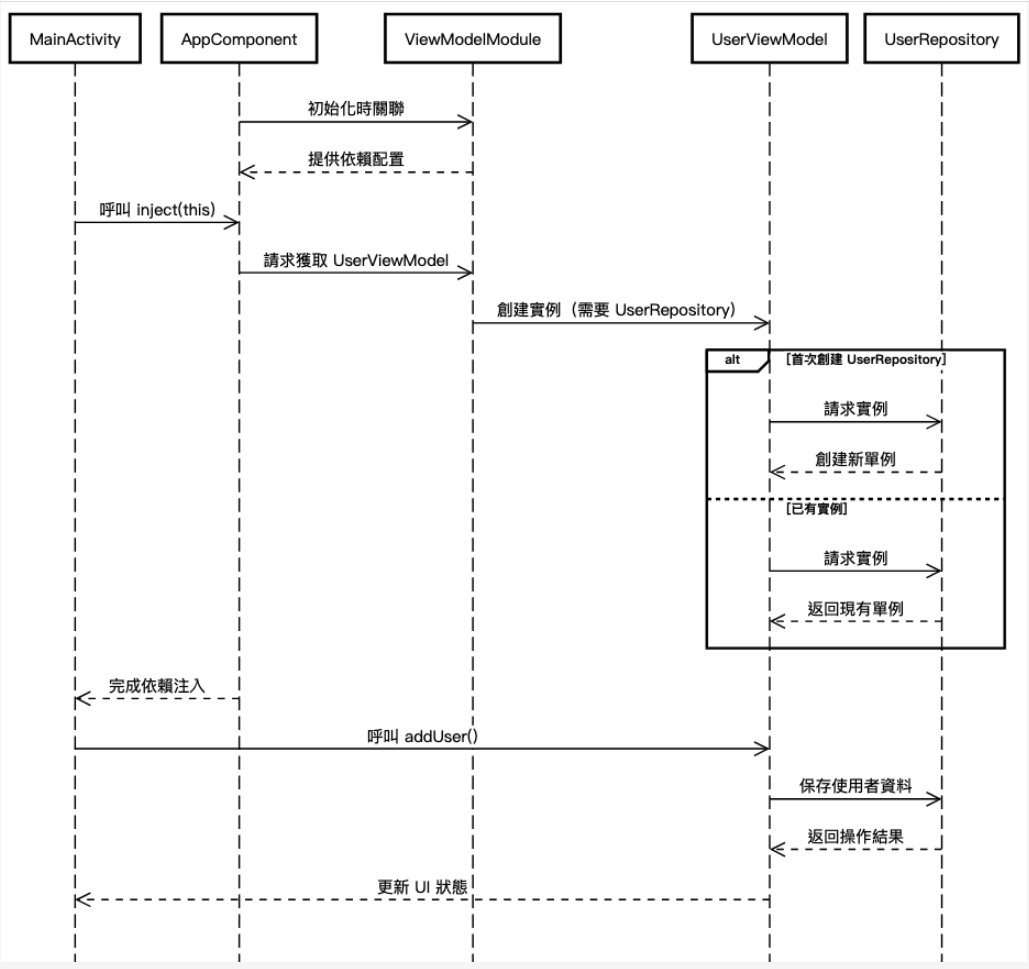 MainActivity
AppComponent
ViewModelModule
UserViewModel
UserRepository
初始化時關聯
提供依賴配置
呼叫 inject(this)
請求獲取 UserViewModel
創建實例（需要 UserRepository）
alt
[首次創建 UserRepository]
請求實例
創建新單例
[已有實例]
請求實例
返回現有單例
完成依賴注入
呼叫 addUser()
保存使用者資料
返回操作結果
更新 UI 狀態